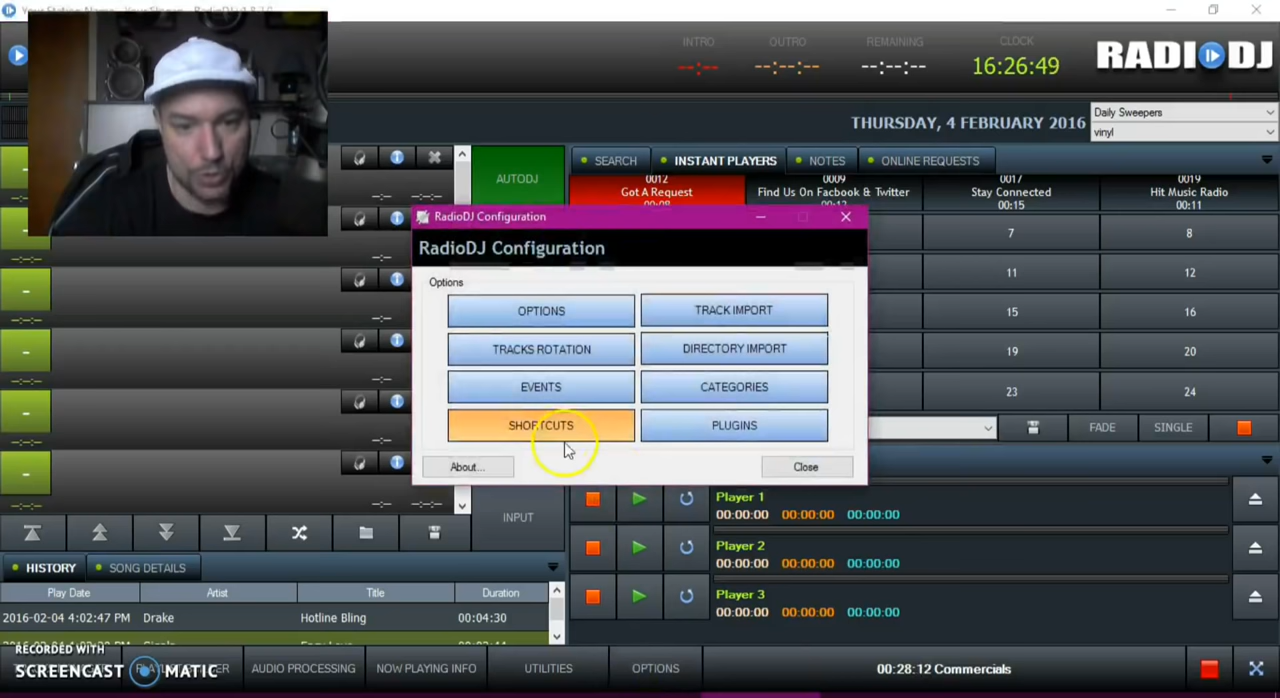 INTRO
OUTRO
REMAINING
CLOCK
--:--:--
--:--:--
--:--:--
16:26:49
RADIO DJ
THURSDAY, 4 FEBRUARY 2016
Daily Sweepers
vinyl
AUTODJ
SEARCH
INSTANT PLAYERS
NOTES
ONLINE REQUESTS
0012
Got A Request
0009
Find Us On Facbook & Twitter
0017
Stay Connected
00:15
0019
Hit Music Radio
00:11
7
8
11
12
15
16
19
20
23
24
RadioDJ Configuration
RadioDJ Configuration
Options
OPTIONS
TRACK IMPORT
TRACKS ROTATION
DIRECTORY IMPORT
EVENTS
CATEGORIES
SHORTCUTS
PLUGINS
About...
Close
FADE
SINGLE
INPUT
Player 1
00:00:00 00:00:00 00:00:00
Player 2
00:00:00 00:00:00 00:00:00
Player 3
00:00:00 00:00:00 00:00:00
HISTORY
SONG DETAILS
Play Date
Artist
Title
Duration
2016-02-04 4:02:47 PM
Drake
Hotline Bling
00:04:30
RECORDED WITH
SCREENCAST MATIC
AUDIO PROCESSING
NOW PLAYING INFO
UTILITIES
OPTIONS
00:28:12 Commercials